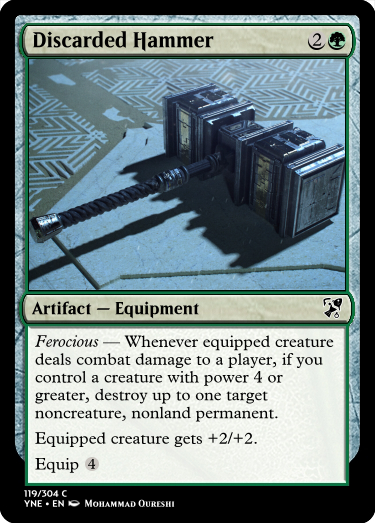 Discarded Hammer 2
Artifact — Equipment
Ferocious — Whenever equipped creature
deals combat damage to a player, if you
control a creature with power 4 or
greater, destroy up to one target
noncreature, nonland permanent.
Equipped creature gets +2/+2.
Equip 4
119/304 C
YNE • EN Mohammad Qureshi